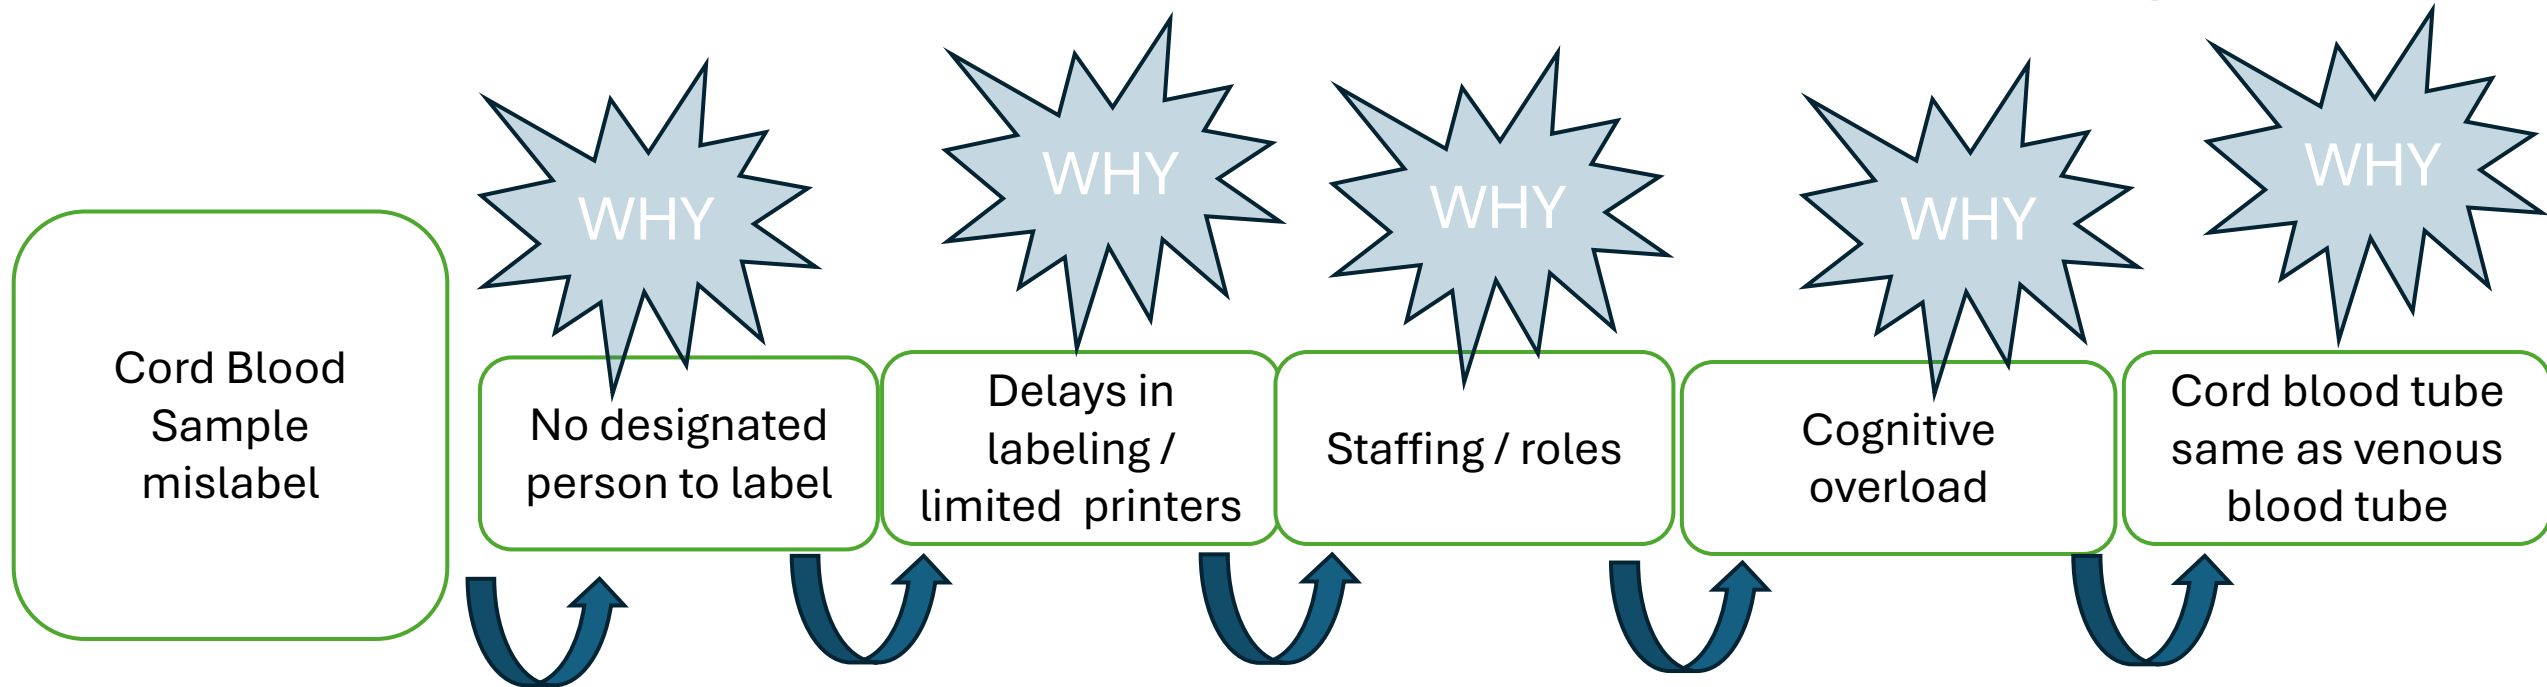 WHY
WHY
WHY
WHY
WHY
Cord Blood
Sample
mislabel
No designated
person to label
Delays in
labeling /
limited  printers
Staffing / roles
Cognitive
overload
Cord blood tube
same as venous
blood tube